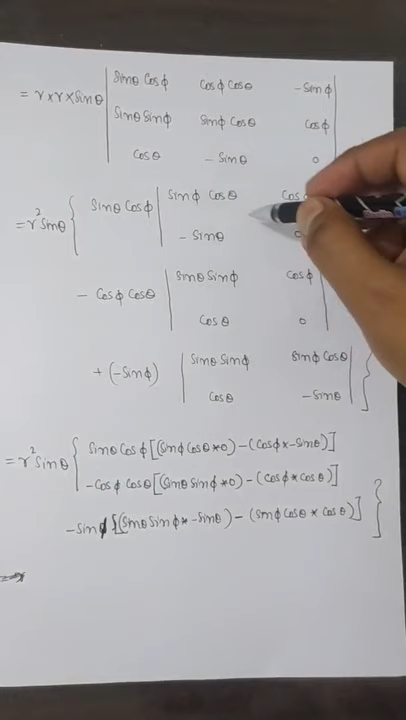 sinθ cosϕ cosϕ cosθ -sinϕ
= r×r×sinθ sinθ sinϕ sinϕ cosθ cosϕ
cosθ - sinθ 0
= r² sinθ { sinθ cosϕ | sinϕ cosθ cos
- sinθ 0
- cosϕ cosθ | sinθ sinϕ cosϕ |
cosθ 0
+ (-sinϕ) | sinθ sinϕ sinϕ cosθ | }
cosθ -sinθ
= r² sinθ { sinθ cosϕ [(sinϕ cosθ*0) - (cosϕ*-sinθ)]
-cosϕ cosθ [(sinθ sinϕ*0) - (cosϕ*cosθ)]
-sinϕ [(sinθ sinϕ*-sinθ) - (sinϕ cosθ * cosθ)] }